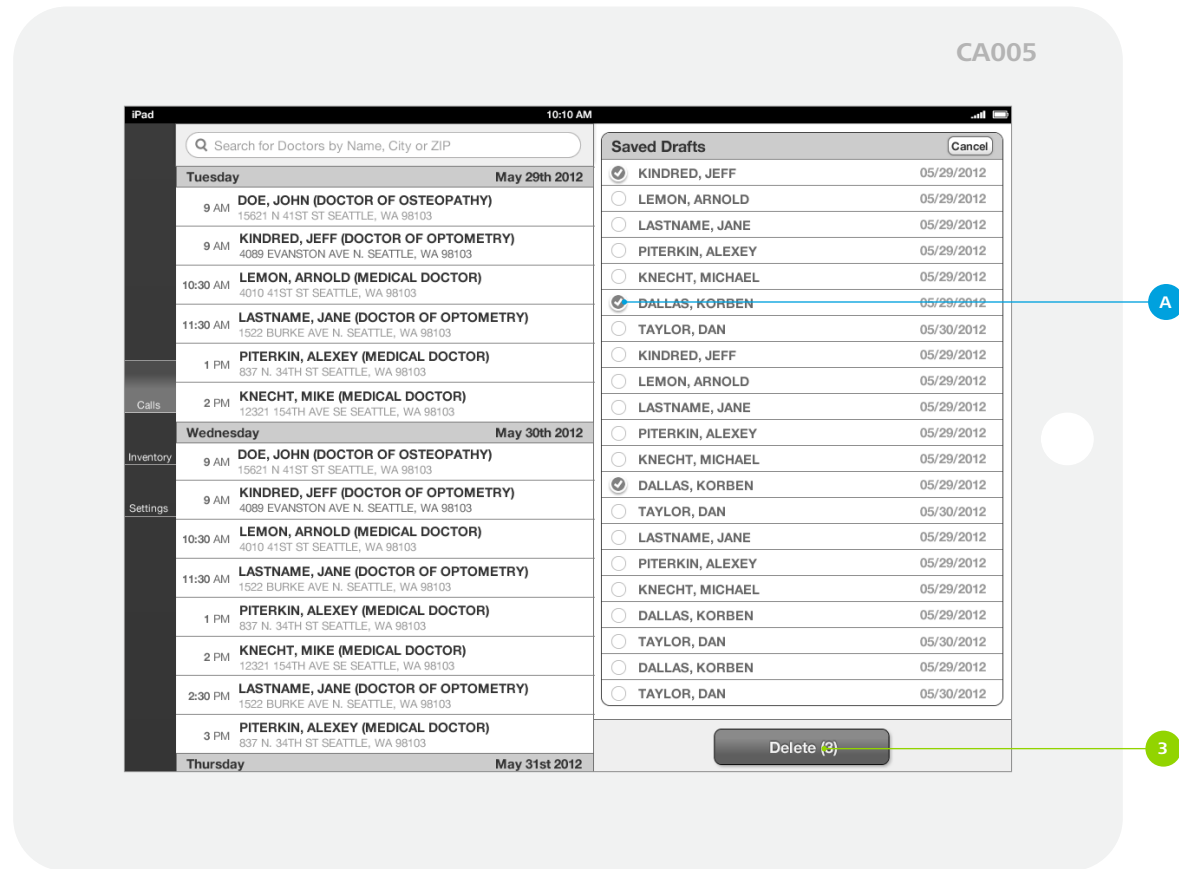 CA005
iPad 10:10 AM
Search for Doctors by Name, City or ZIP
Tuesday May 29th 2012
9 AM DOE, JOHN (DOCTOR OF OSTEOPATHY)
15621 N 41ST ST SEATTLE, WA 98103
9 AM KINDRED, JEFF (DOCTOR OF OPTOMETRY)
4089 EVANSTON AVE N. SEATTLE, WA 98103
10:30 AM LEMON, ARNOLD (MEDICAL DOCTOR)
4010 41ST ST SEATTLE, WA 98103
11:30 AM LASTNAME, JANE (DOCTOR OF OPTOMETRY)
1522 BURKE AVE N. SEATTLE, WA 98103
1 PM PITERKIN, ALEXEY (MEDICAL DOCTOR)
837 N. 34TH ST SEATTLE, WA 98103
2 PM KNECHT, MIKE (MEDICAL DOCTOR)
12321 154TH AVE SE SEATTLE, WA 98103
Wednesday May 30th 2012
9 AM DOE, JOHN (DOCTOR OF OSTEOPATHY)
15621 N 41ST ST SEATTLE, WA 98103
9 AM KINDRED, JEFF (DOCTOR OF OPTOMETRY)
4089 EVANSTON AVE N. SEATTLE, WA 98103
10:30 AM LEMON, ARNOLD (MEDICAL DOCTOR)
4010 41ST ST SEATTLE, WA 98103
11:30 AM LASTNAME, JANE (DOCTOR OF OPTOMETRY)
1522 BURKE AVE N. SEATTLE, WA 98103
1 PM PITERKIN, ALEXEY (MEDICAL DOCTOR)
837 N. 34TH ST SEATTLE, WA 98103
2 PM KNECHT, MIKE (MEDICAL DOCTOR)
12321 154TH AVE SE SEATTLE, WA 98103
2:30 PM LASTNAME, JANE (DOCTOR OF OPTOMETRY)
1522 BURKE AVE N. SEATTLE, WA 98103
3 PM PITERKIN, ALEXEY (MEDICAL DOCTOR)
837 N. 34TH ST SEATTLE, WA 98103
Thursday May 31st 2012
Calls
Inventory
Settings
Saved Drafts Cancel
KINDRED, JEFF 05/29/2012
LEMON, ARNOLD 05/29/2012
LASTNAME, JANE 05/29/2012
PITERKIN, ALEXEY 05/29/2012
KNECHT, MICHAEL 05/29/2012
DALLAS, KORBEN 05/29/2012
TAYLOR, DAN 05/30/2012
KINDRED, JEFF 05/29/2012
LEMON, ARNOLD 05/29/2012
LASTNAME, JANE 05/29/2012
PITERKIN, ALEXEY 05/29/2012
KNECHT, MICHAEL 05/29/2012
DALLAS, KORBEN 05/29/2012
TAYLOR, DAN 05/30/2012
LASTNAME, JANE 05/29/2012
PITERKIN, ALEXEY 05/29/2012
KNECHT, MICHAEL 05/29/2012
DALLAS, KORBEN 05/29/2012
TAYLOR, DAN 05/30/2012
DALLAS, KORBEN 05/29/2012
TAYLOR, DAN 05/30/2012
Delete (3)
A
3